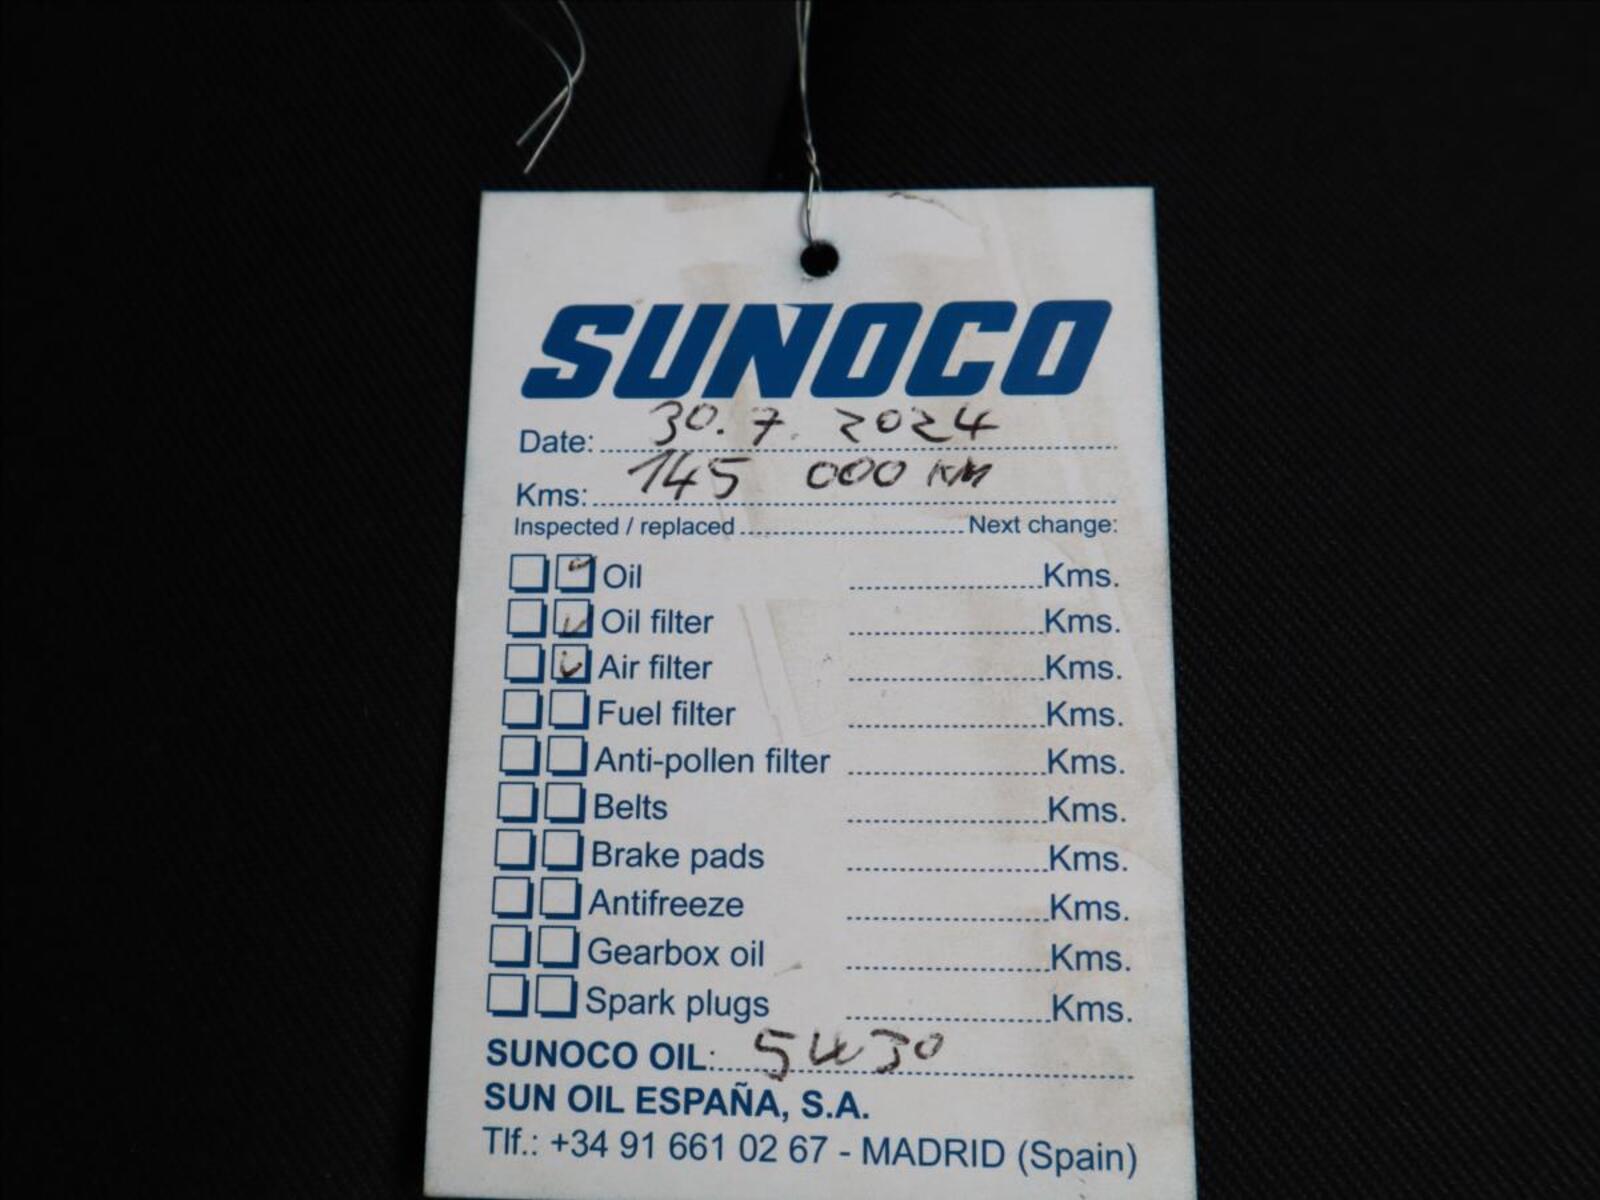 SUNOCO
Date: 30.7.2024
Kms: 145 000 KM
Inspected / replaced Next change:
Oil Kms.
Oil filter Kms.
Air filter Kms.
Fuel filter Kms.
Anti-pollen filter Kms.
Belts Kms.
Brake pads Kms.
Antifreeze Kms.
Gearbox oil Kms.
Spark plugs Kms.
SUNOCO OIL: 5W30
SUN OIL ESPAÑA, S.A.
Tlf.: +34 91 661 02 67 - MADRID (Spain)